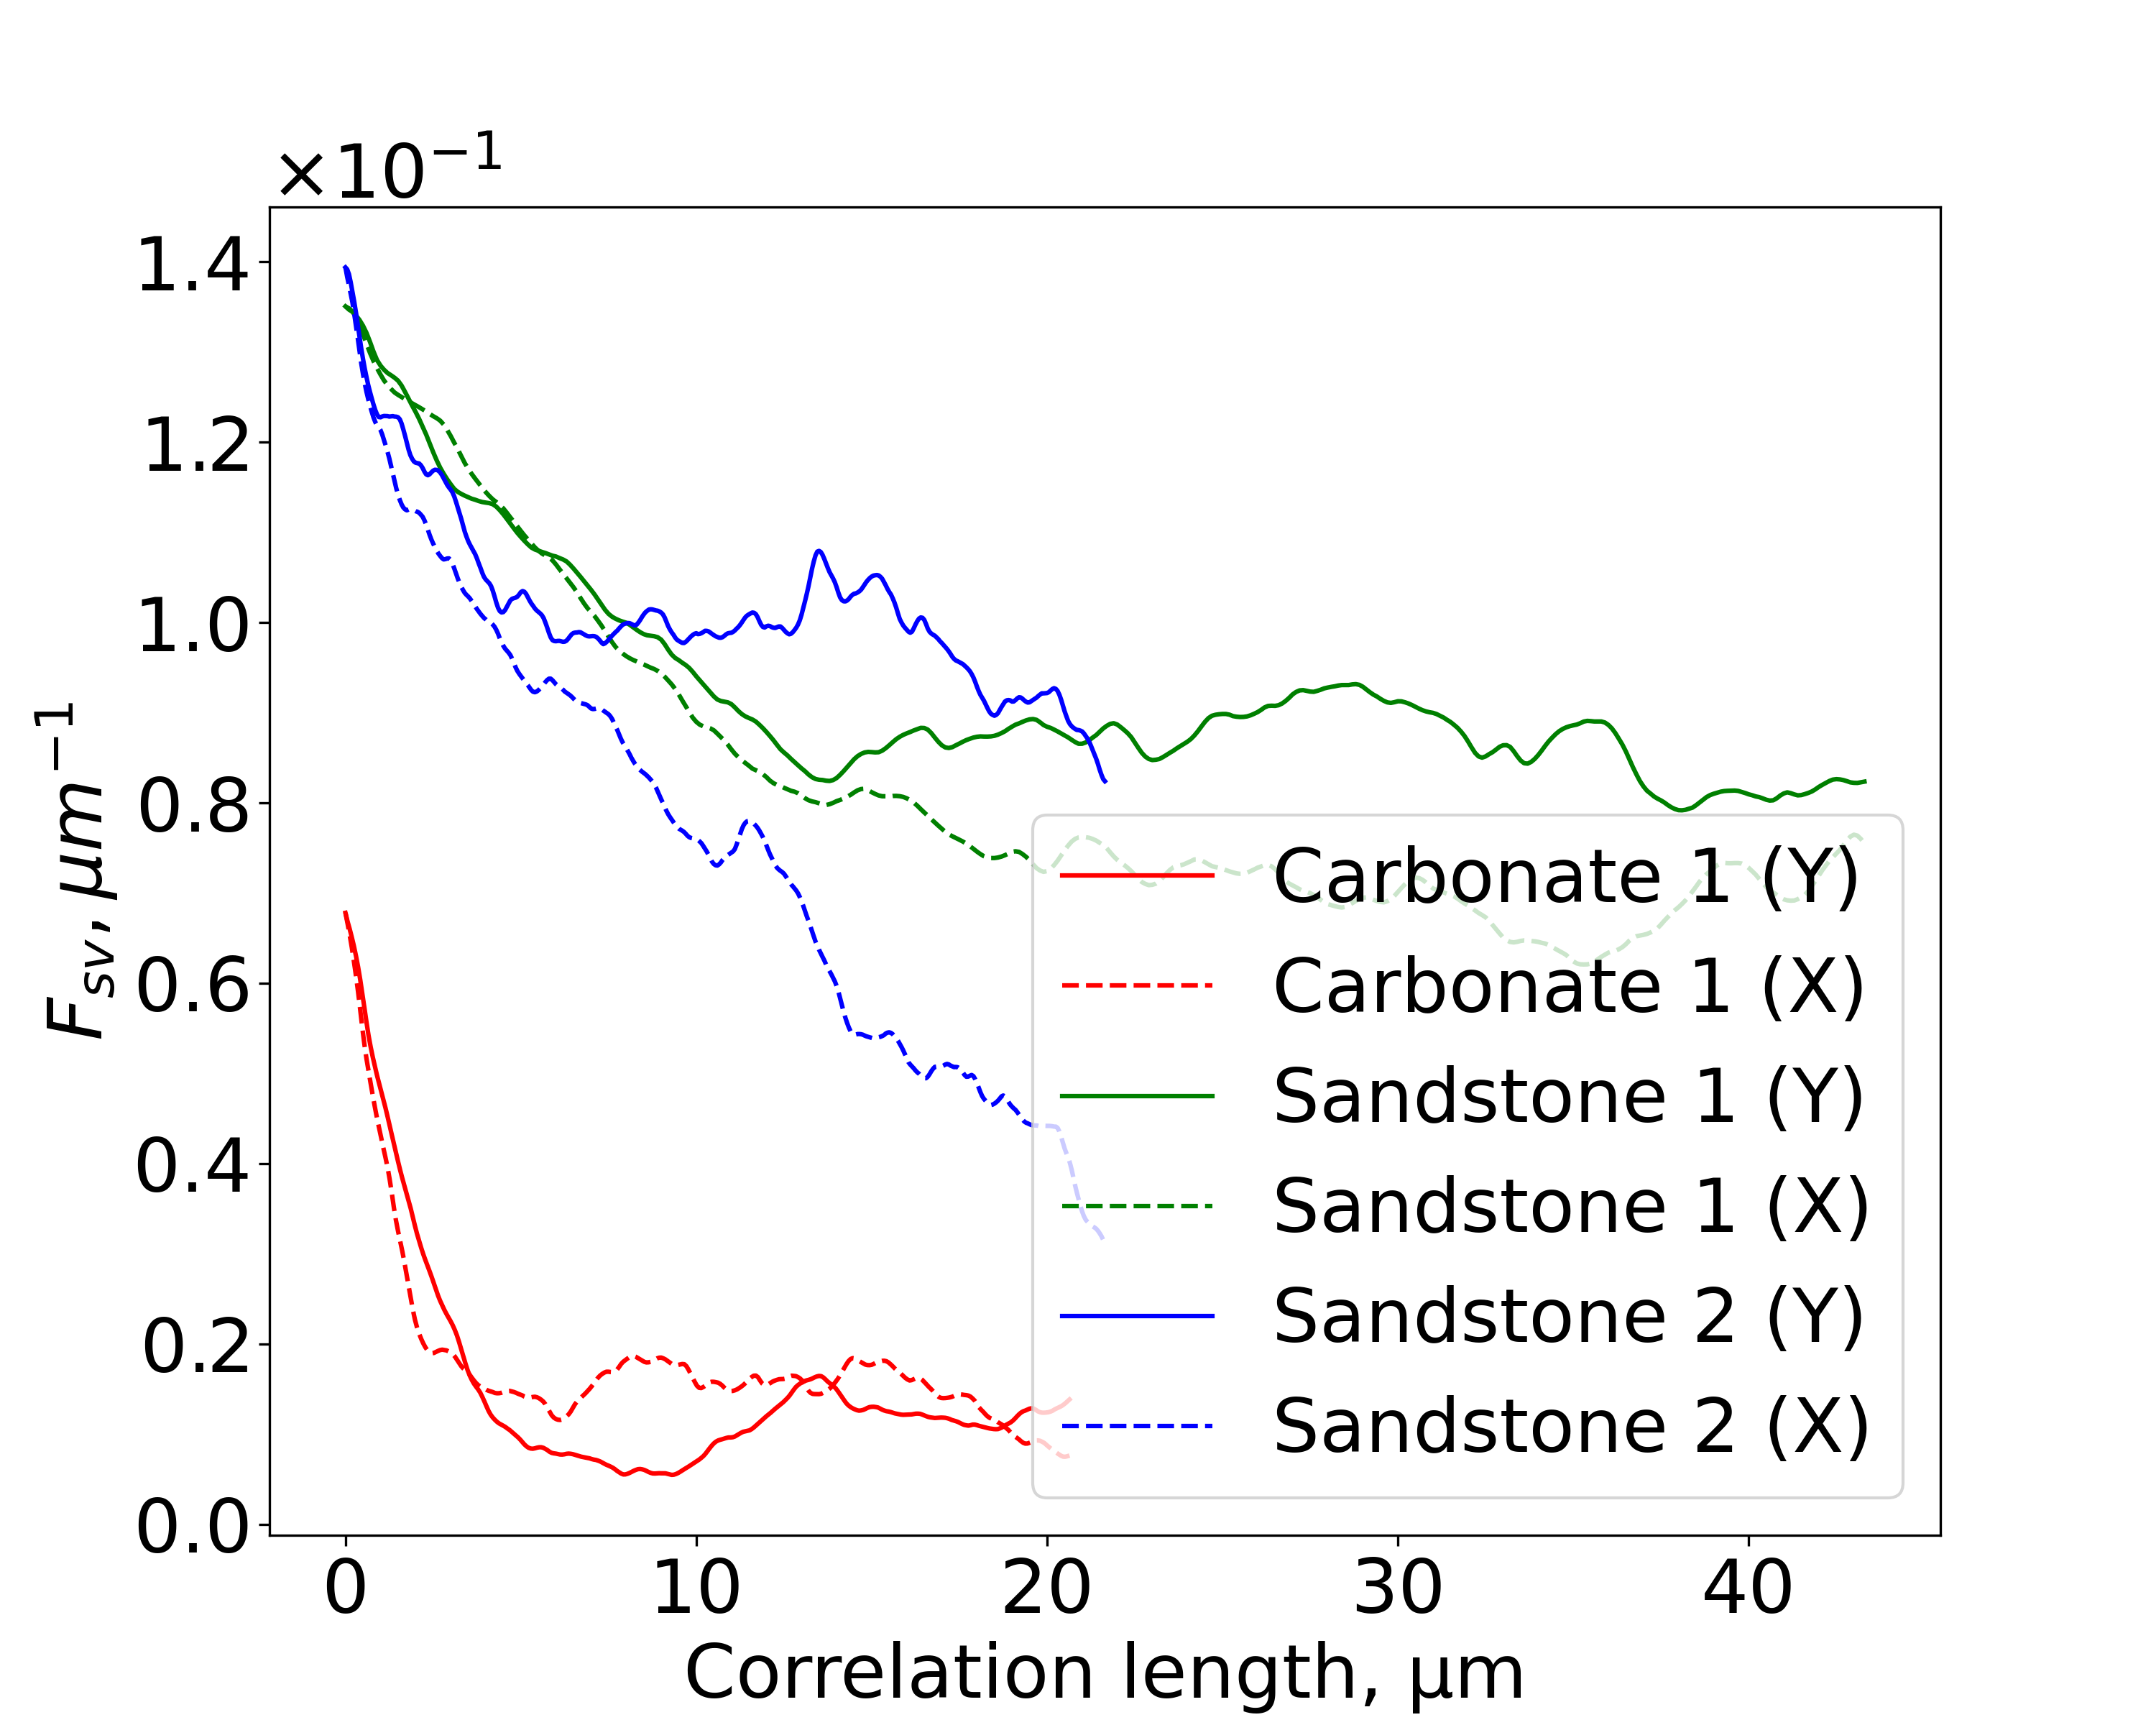 ×10⁻¹
1.4
1.2
1.0
0.8
0.6
0.4
0.2
0.0
F_sv, μm⁻¹
Carbonate 1 (Y)
Carbonate 1 (X)
Sandstone 1 (Y)
Sandstone 1 (X)
Sandstone 2 (Y)
Sandstone 2 (X)
0 10 20 30 40
Correlation length, μm